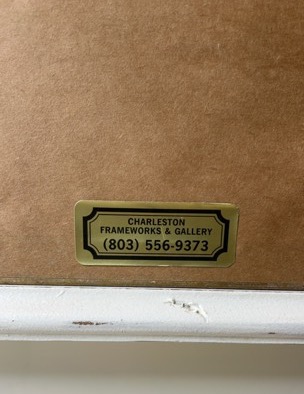 CHARLESTON
FRAMEWORKS & GALLERY
(803) 556-9373